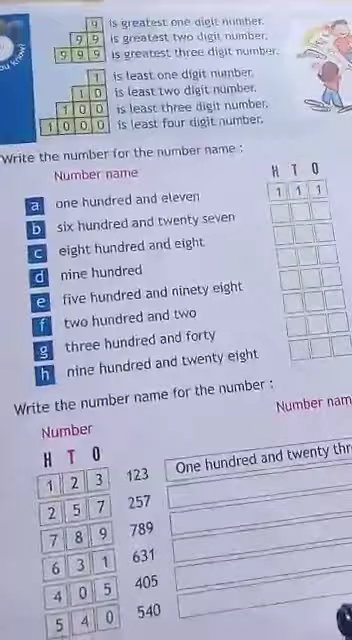 ou know!
9 is greatest one digit number.
9 9 is greatest two digit number.
9 9 9 is greatest three digit number.
1 is least one digit number.
1 0 is least two digit number.
1 0 0 is least three digit number.
1 0 0 0 is least four digit number.
Write the number for the number name :
Number name H T O
a one hundred and eleven 1 1 1
b six hundred and twenty seven
c eight hundred and eight
d nine hundred
e five hundred and ninety eight
f two hundred and two
g three hundred and forty
h nine hundred and twenty eight
Write the number name for the number :
Number Number nam
H T O
1 2 3 123 One hundred and twenty thr
2 5 7 257
7 8 9 789
6 3 1 631
4 0 5 405
5 4 0 540